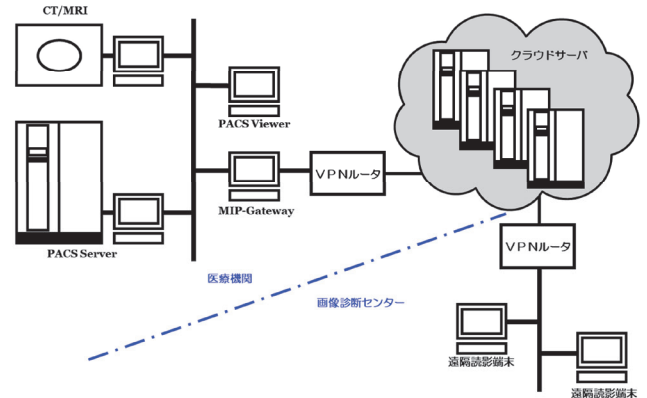 CT/MRI
クラウドサーバ
PACS Viewer
VPNルータ
MIP-Gateway
PACS Server
VPNルータ
医療機関
画像診断センター
遠隔読影端末
遠隔読影端末